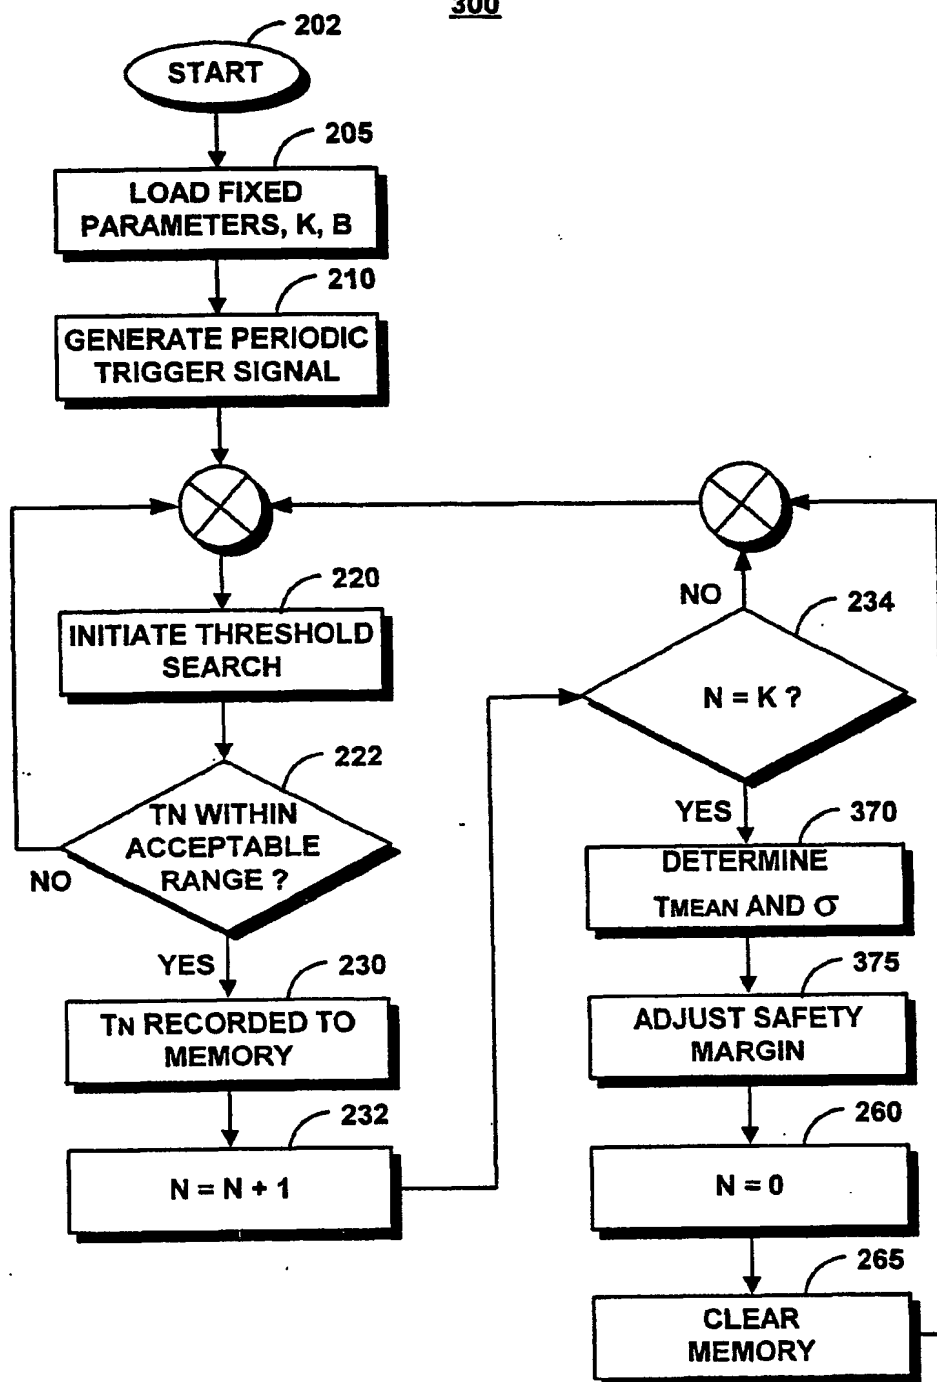 300
202
START
205
LOAD FIXED
PARAMETERS, K, B
210
GENERATE PERIODIC
TRIGGER SIGNAL
220
INITIATE THRESHOLD
SEARCH
222
TN WITHIN
ACCEPTABLE
RANGE ?
NO
YES
230
TN RECORDED TO
MEMORY
232
N = N + 1
NO
234
N = K ?
YES
370
DETERMINE
TMEAN AND σ
375
ADJUST SAFETY
MARGIN
260
N = 0
265
CLEAR
MEMORY